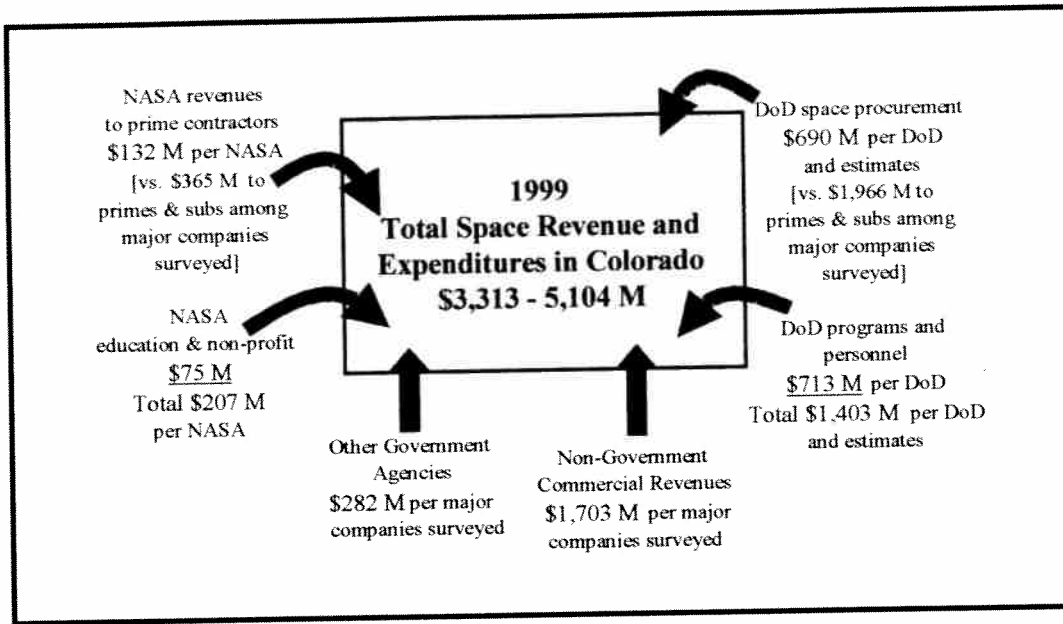 NASA revenues
to prime contractors
$132 M per NASA
[vs. $365 M to
primes & subs among
major companies
surveyed]
NASA
education & non-profit
$75 M
Total $207 M
per NASA
1999
Total Space Revenue and
Expenditures in Colorado
$3,313 - 5,104 M
DoD space procurement
$690 M per DoD
and estimates
[vs. $1,966 M to
primes & subs among
major companies
surveyed]
DoD programs and
personnel
$713 M per DoD
Total $1,403 M per DoD
and estimates
Other Government
Agencies
$282 M per major
companies surveyed
Non-Government
Commercial Revenues
$1,703 M per major
companies surveyed